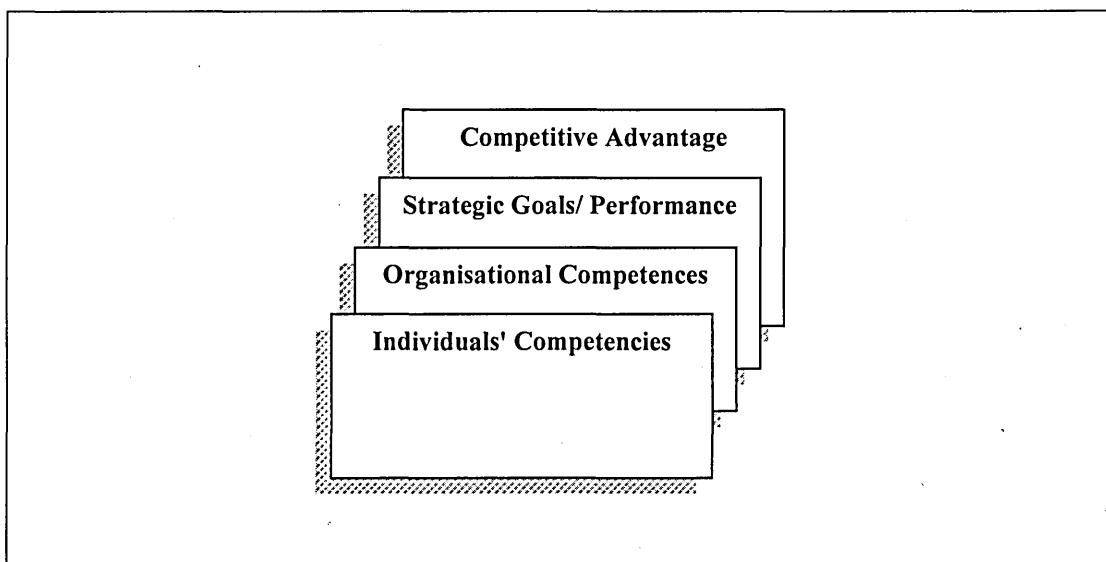 Competitive Advantage
Strategic Goals/ Performance
Organisational Competences
Individuals' Competencies